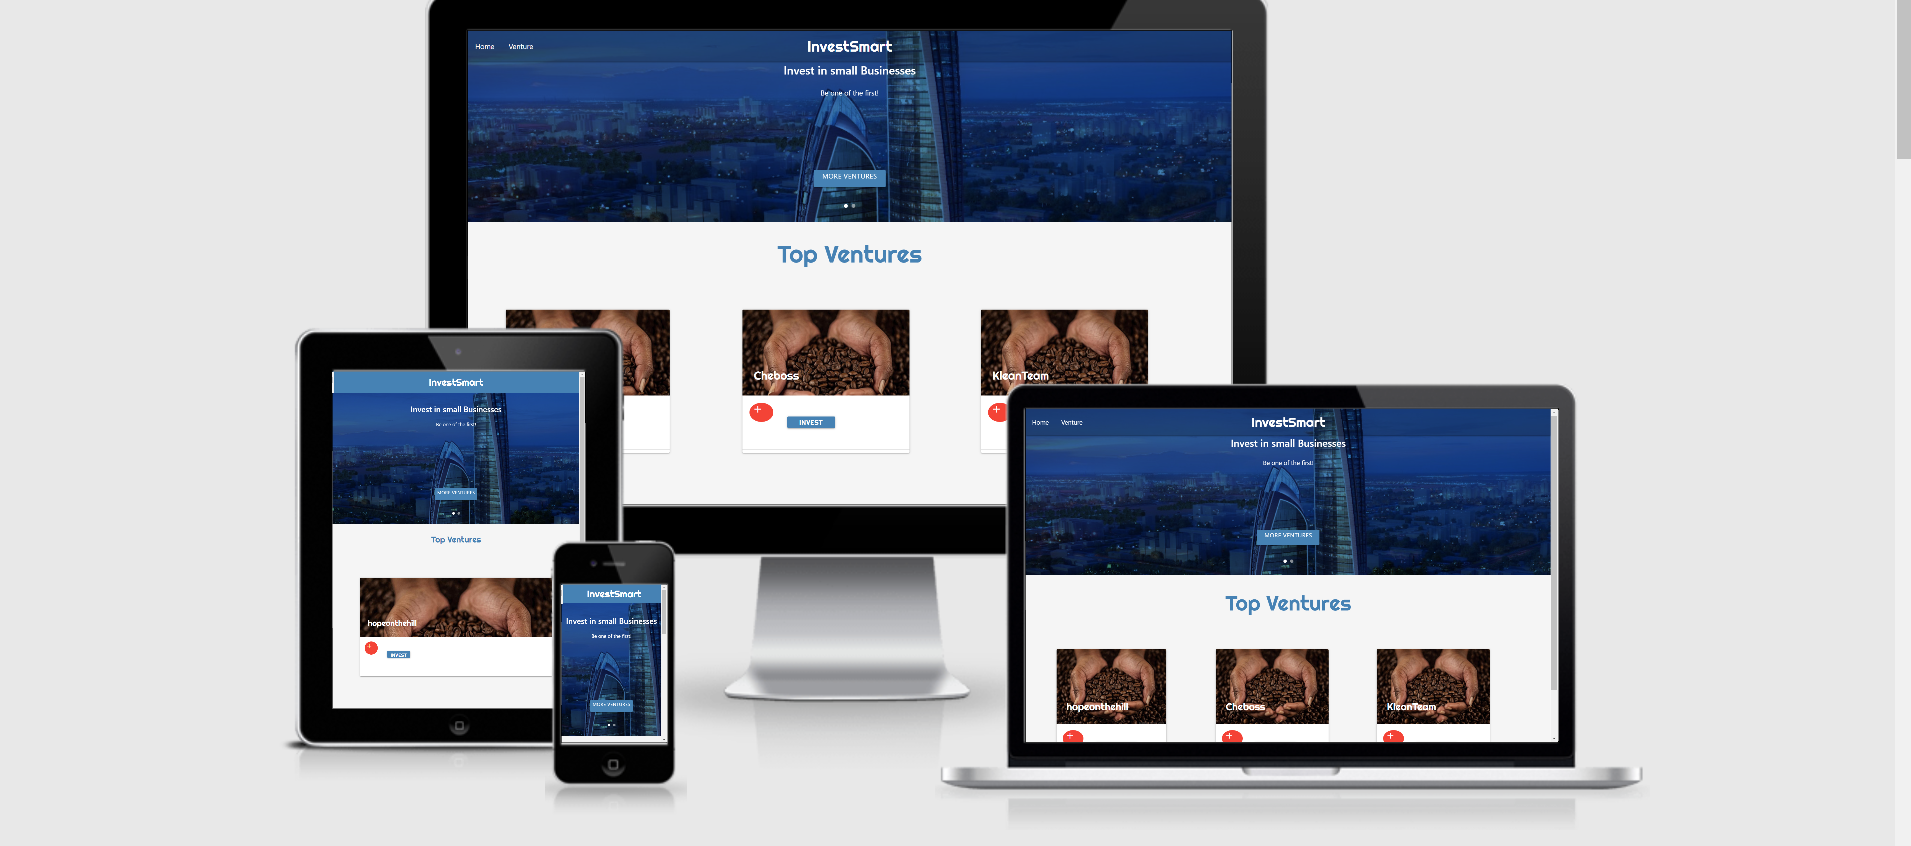 Home Venture InvestSmart
Invest in small Businesses
Be one of the first!
MORE VENTURES
Top Ventures
Cheboss
KleanTeam
+
+
INVEST
InvestSmart
Invest in small Businesses
Be one of the first!
MORE VENTURES
Top Ventures
hopeonthehill
+
INVEST
InvestSmart
Invest in small Businesses
Be one of the first!
MORE VENTURES
Home Venture InvestSmart
Invest in small Businesses
Be one of the first!
MORE VENTURES
Top Ventures
hopeonthehill
Cheboss
KleanTeam
+
+
+